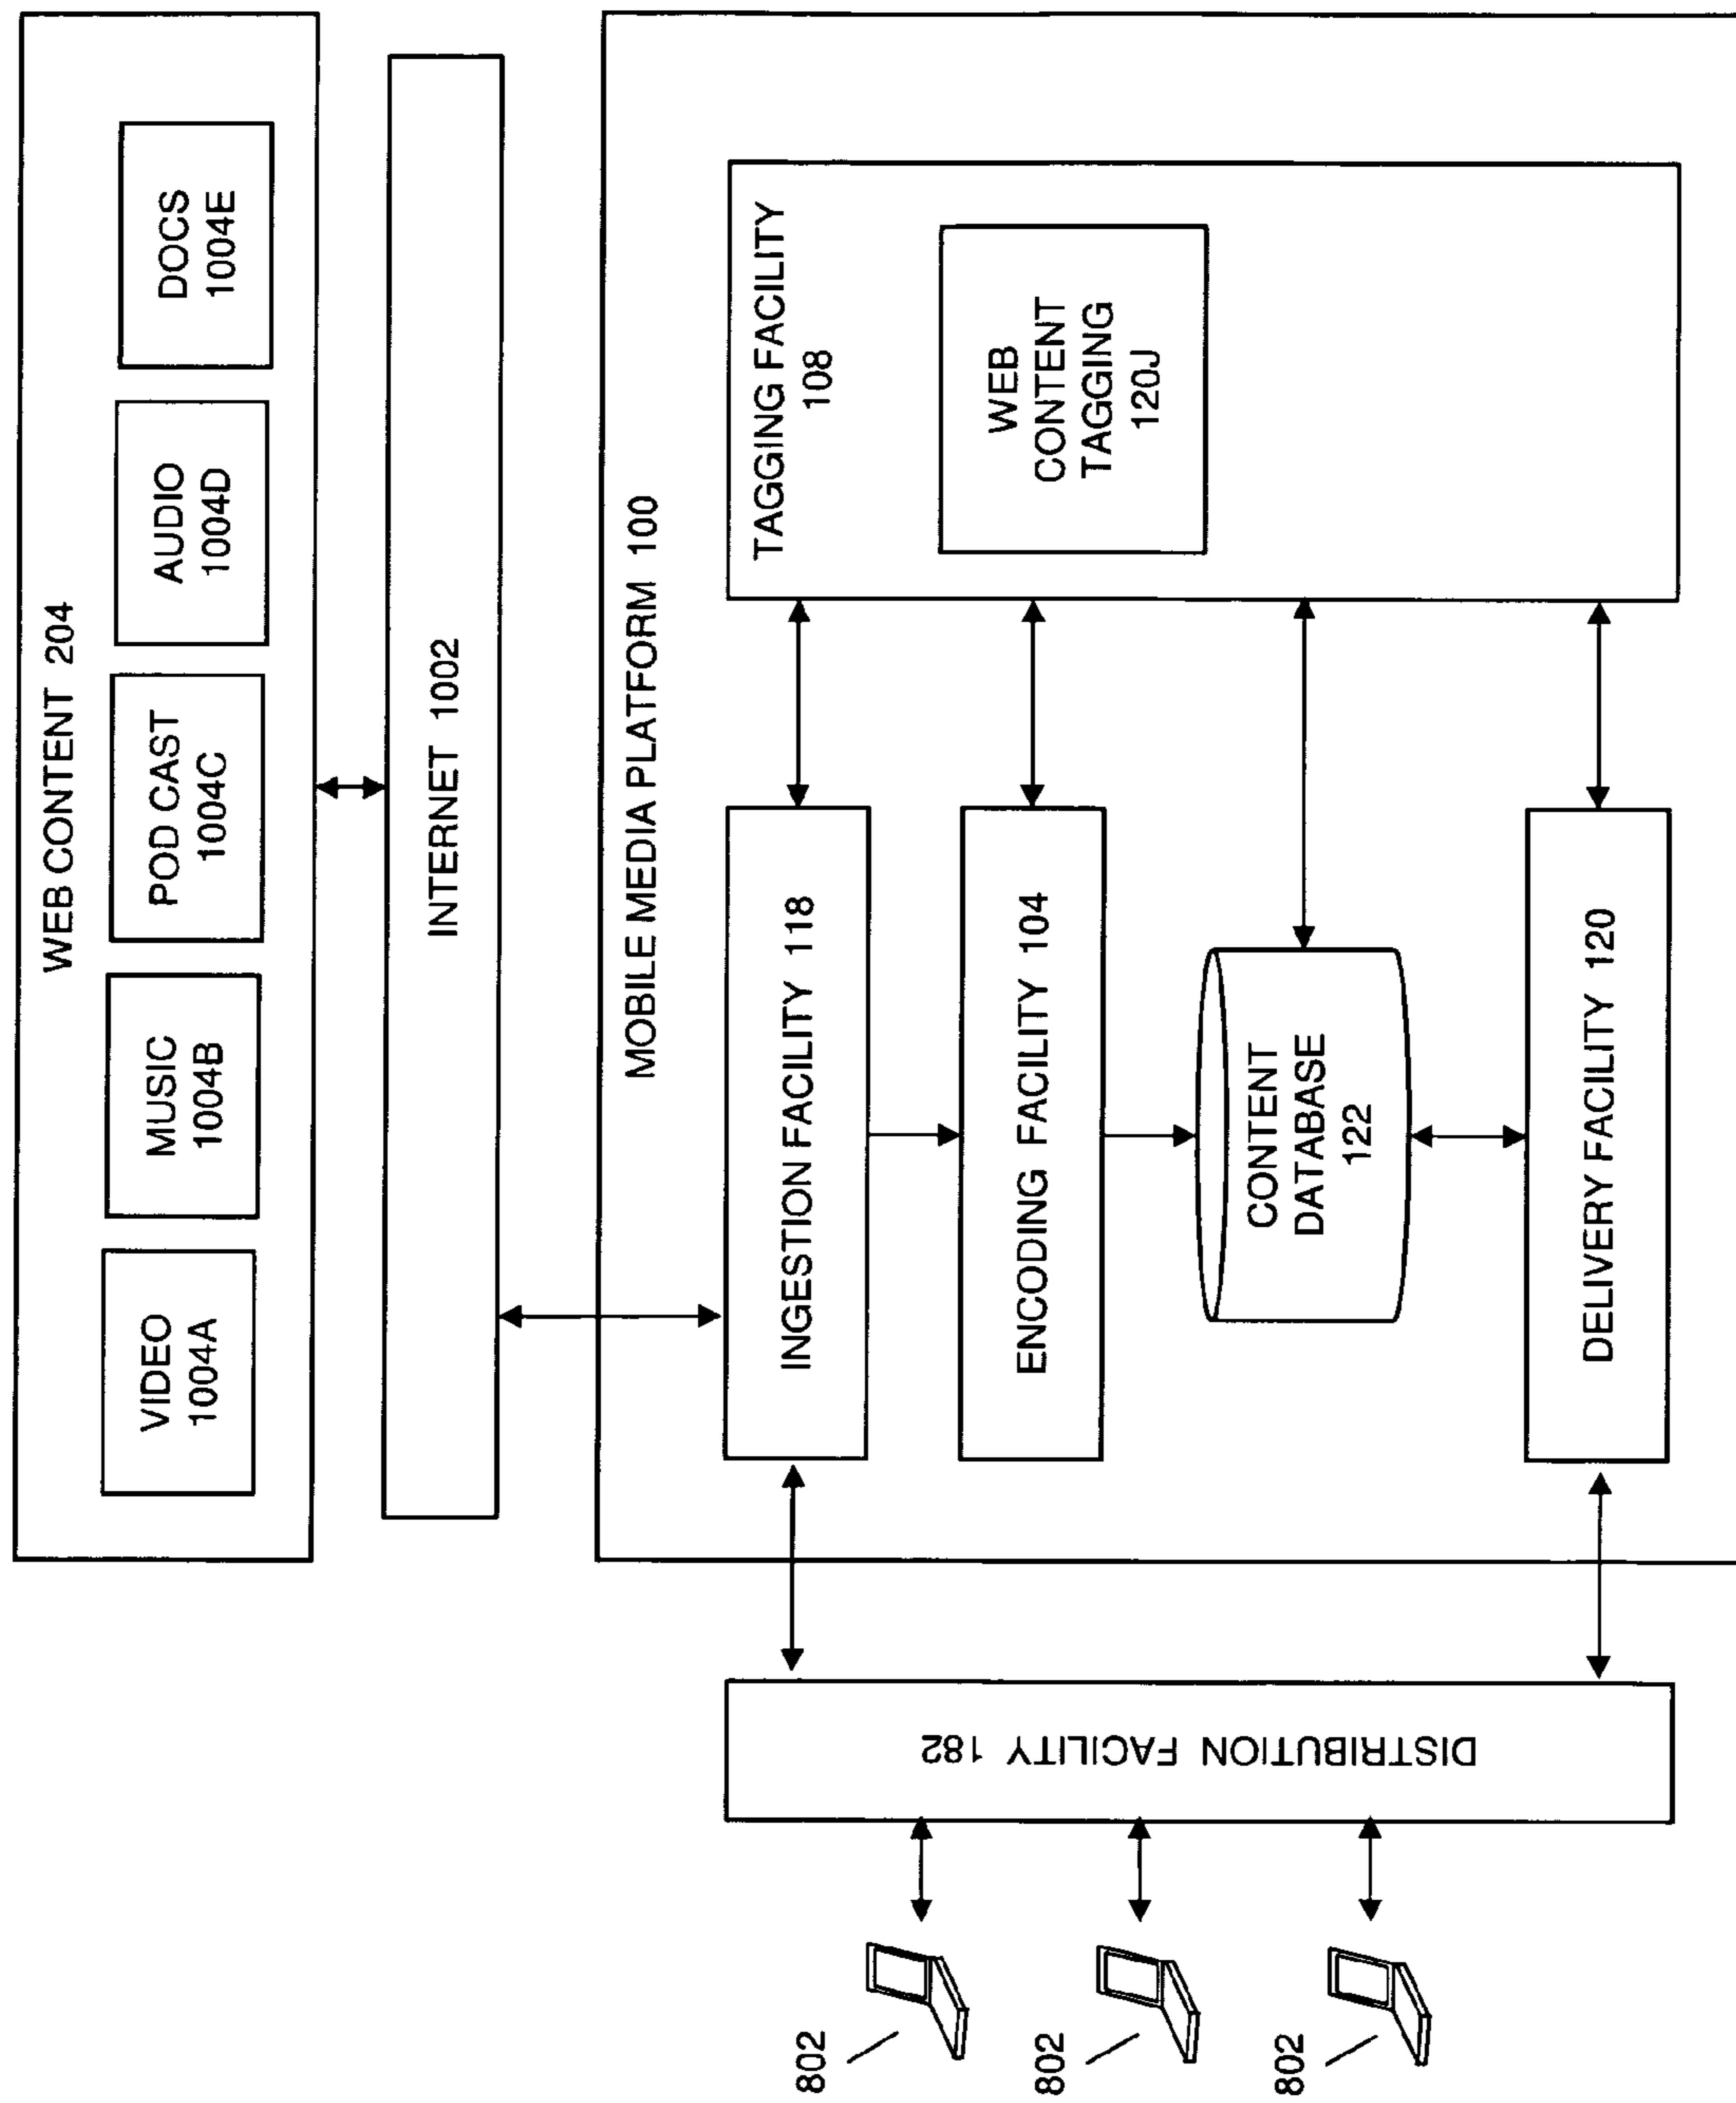 WEB CONTENT 204
VIDEO
1004A
MUSIC
1004B
POD CAST
1004C
AUDIO
1004D
DOCS
1004E
INTERNET 1002
MOBILE MEDIA PLATFORM 100
TAGGING FACILITY
108
WEB
CONTENT
TAGGING
120J
INGESTION FACILITY 118
ENCODING FACILITY 104
CONTENT
DATABASE
122
DELIVERY FACILITY 120
DISTRIBUTION FACILITY 182
802
802
802